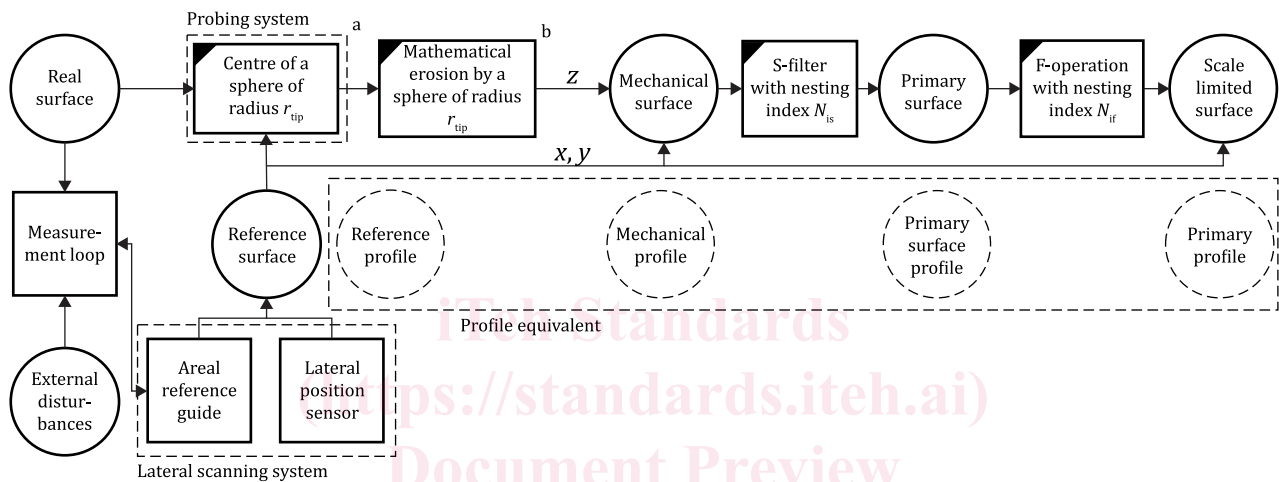 Probing system
a
b
Real
surface
Centre of a
sphere of
radius r_tip
Mathematical
erosion by a
sphere of radius
r_tip
z
Mechanical
surface
S-filter
with nesting
index N_is
Primary
surface
F-operation
with nesting
index N_if
Scale
limited
surface
x, y
Measure-
ment loop
Reference
surface
Reference
profile
Mechanical
profile
Primary
surface
profile
Primary
profile
Profile equivalent
External
distur-
bances
Areal
reference
guide
Lateral
position
sensor
Lateral scanning system
iTeh Standards
(https://standards.iteh.ai)
Document Preview